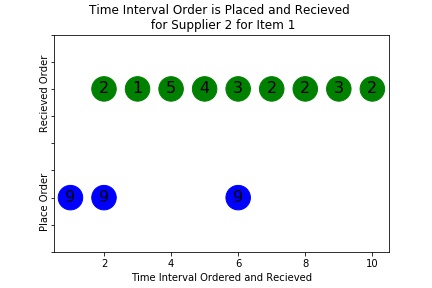 Time Interval Order is Placed and Recieved
for Supplier 2 for Item 1
Recieved Order
2 1 5 4 3 2 2 3 2
Place Order
9 9 9
2 4 6 8 10
Time Interval Ordered and Recieved